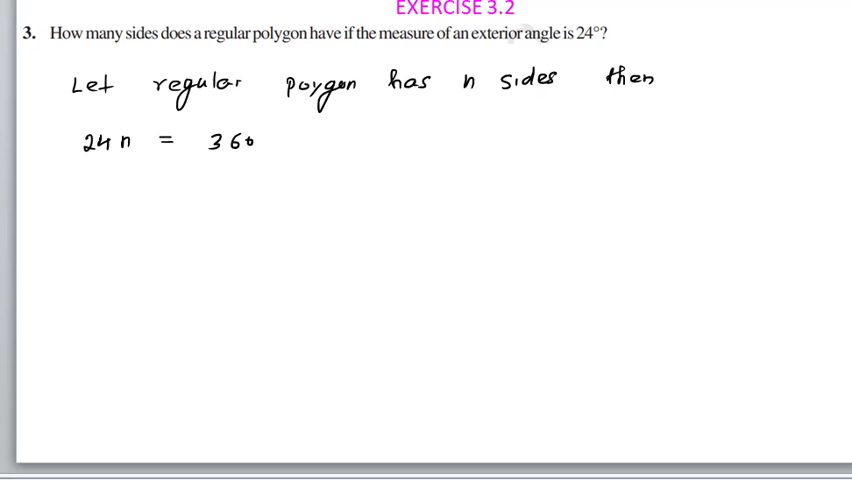 EXERCISE 3.2
3. How many sides does a regular polygon have if the measure of an exterior angle is 24°?
Let regular poygon has n sides then
24 n = 360